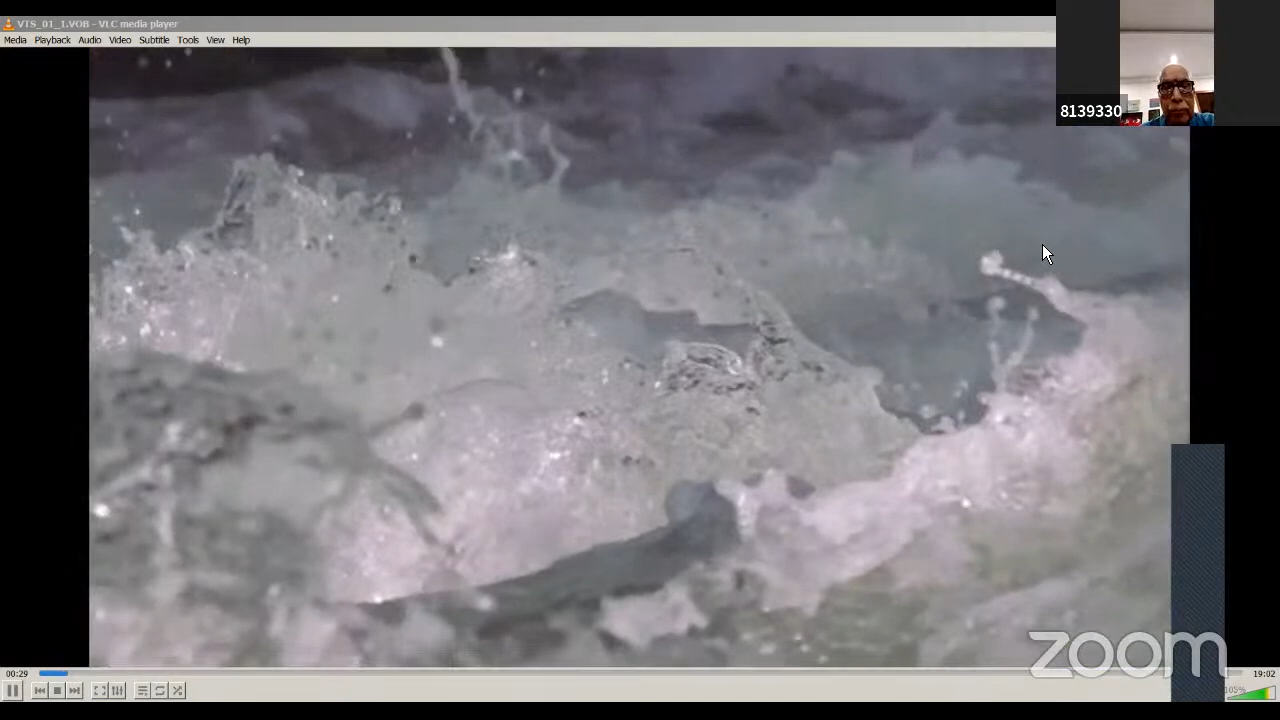 VTS_01_1.VOB - VLC media player
Media Playback Audio Video Subtitle Tools View Help
8139330
zoom
00:29
19:02
105%